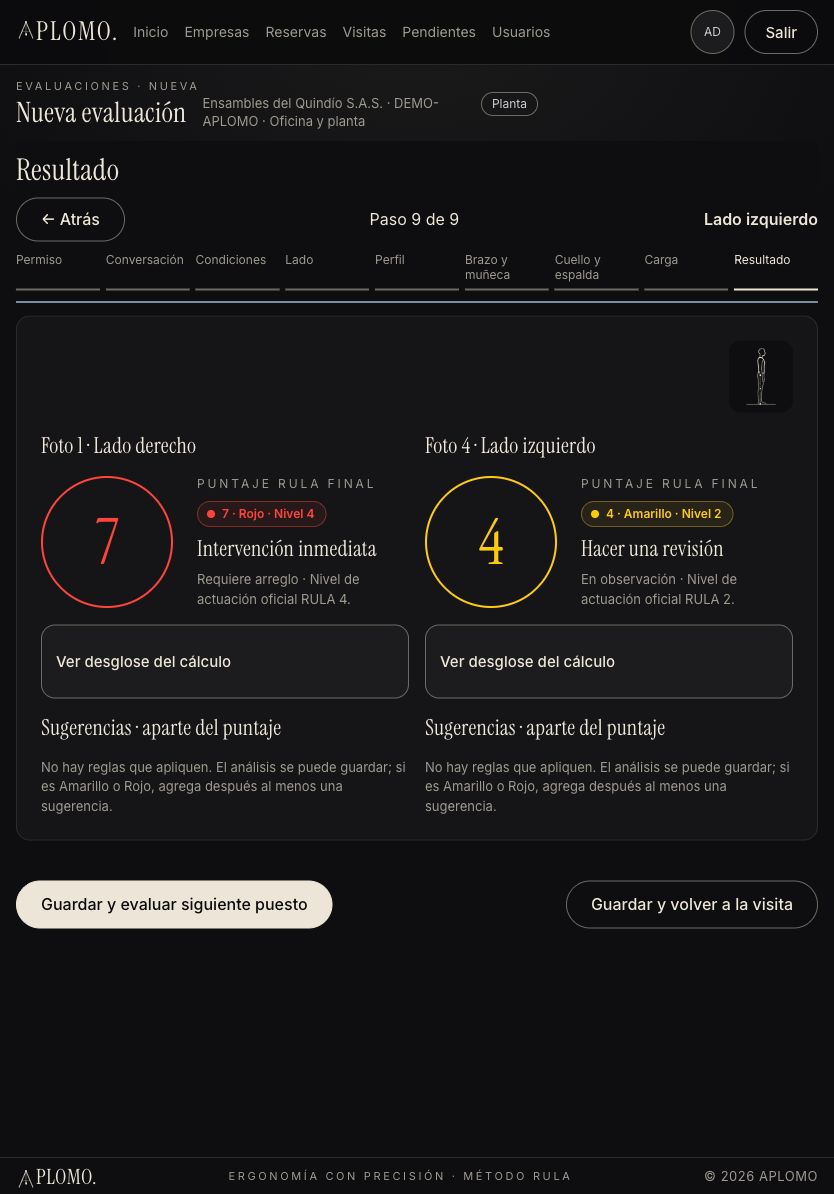 APLOMO. Inicio Empresas Reservas Visitas Pendientes Usuarios AD Salir
EVALUACIONES · NUEVA
Nueva evaluación
Ensambles del Quindío S.A.S. · DEMO-
APLOMO · Oficina y planta
Planta
Resultado
← Atrás Paso 9 de 9 Lado izquierdo
Permiso
Conversación
Condiciones
Lado
Perfil
Brazo y
muñeca
Cuello y
espalda
Carga
Resultado
Foto 1 · Lado derecho
7
PUNTAJE RULA FINAL
7 · Rojo · Nivel 4
Intervención inmediata
Requiere arreglo · Nivel de
actuación oficial RULA 4.
Ver desglose del cálculo
Sugerencias · aparte del puntaje
No hay reglas que apliquen. El análisis se puede guardar; si
es Amarillo o Rojo, agrega después al menos una
sugerencia.
Foto 4 · Lado izquierdo
4
PUNTAJE RULA FINAL
4 · Amarillo · Nivel 2
Hacer una revisión
En observación · Nivel de
actuación oficial RULA 2.
Ver desglose del cálculo
Sugerencias · aparte del puntaje
No hay reglas que apliquen. El análisis se puede guardar; si
es Amarillo o Rojo, agrega después al menos una
sugerencia.
Guardar y evaluar siguiente puesto
Guardar y volver a la visita
APLOMO. ERGONOMÍA CON PRECISIÓN · MÉTODO RULA © 2026 APLOMO